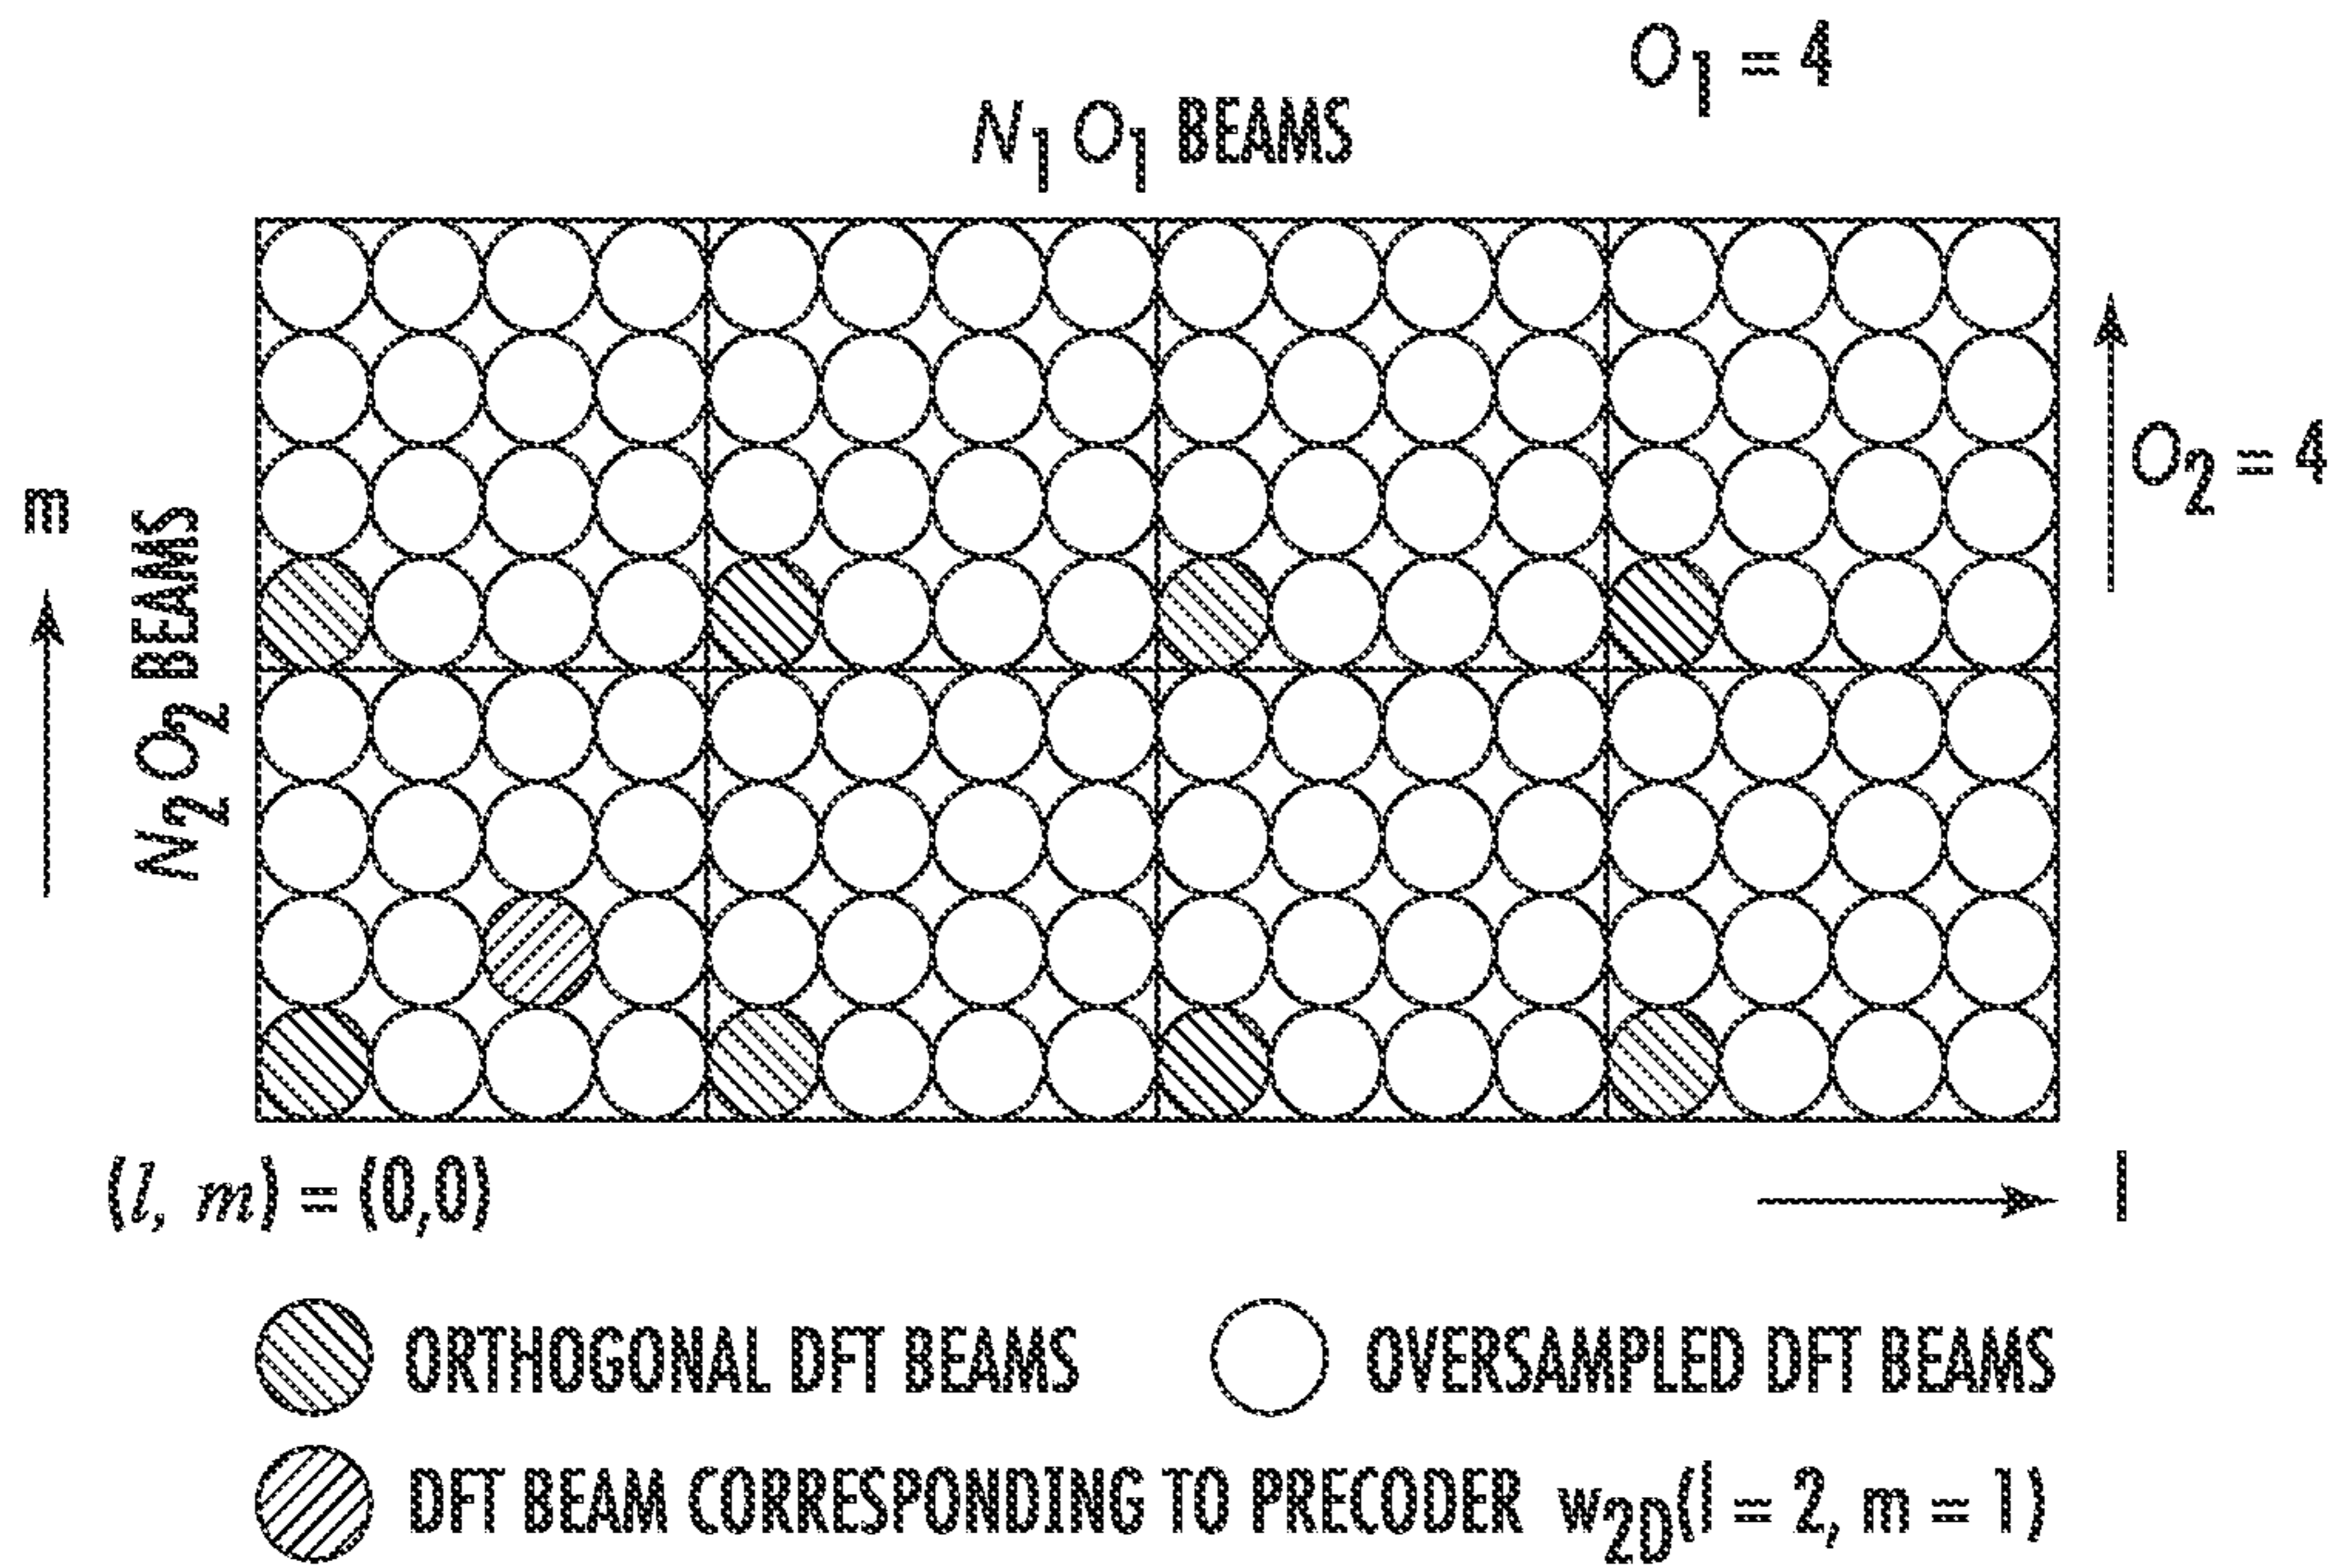 O1 = 4
N1 O1 BEAMS
m
N2 O2 BEAMS
O2 = 4
(l, m) = (0,0)
l
ORTHOGONAL DFT BEAMS
OVERSAMPLED DFT BEAMS
DFT BEAM CORRESPONDING TO PRECODER w2D(l = 2, m = 1)